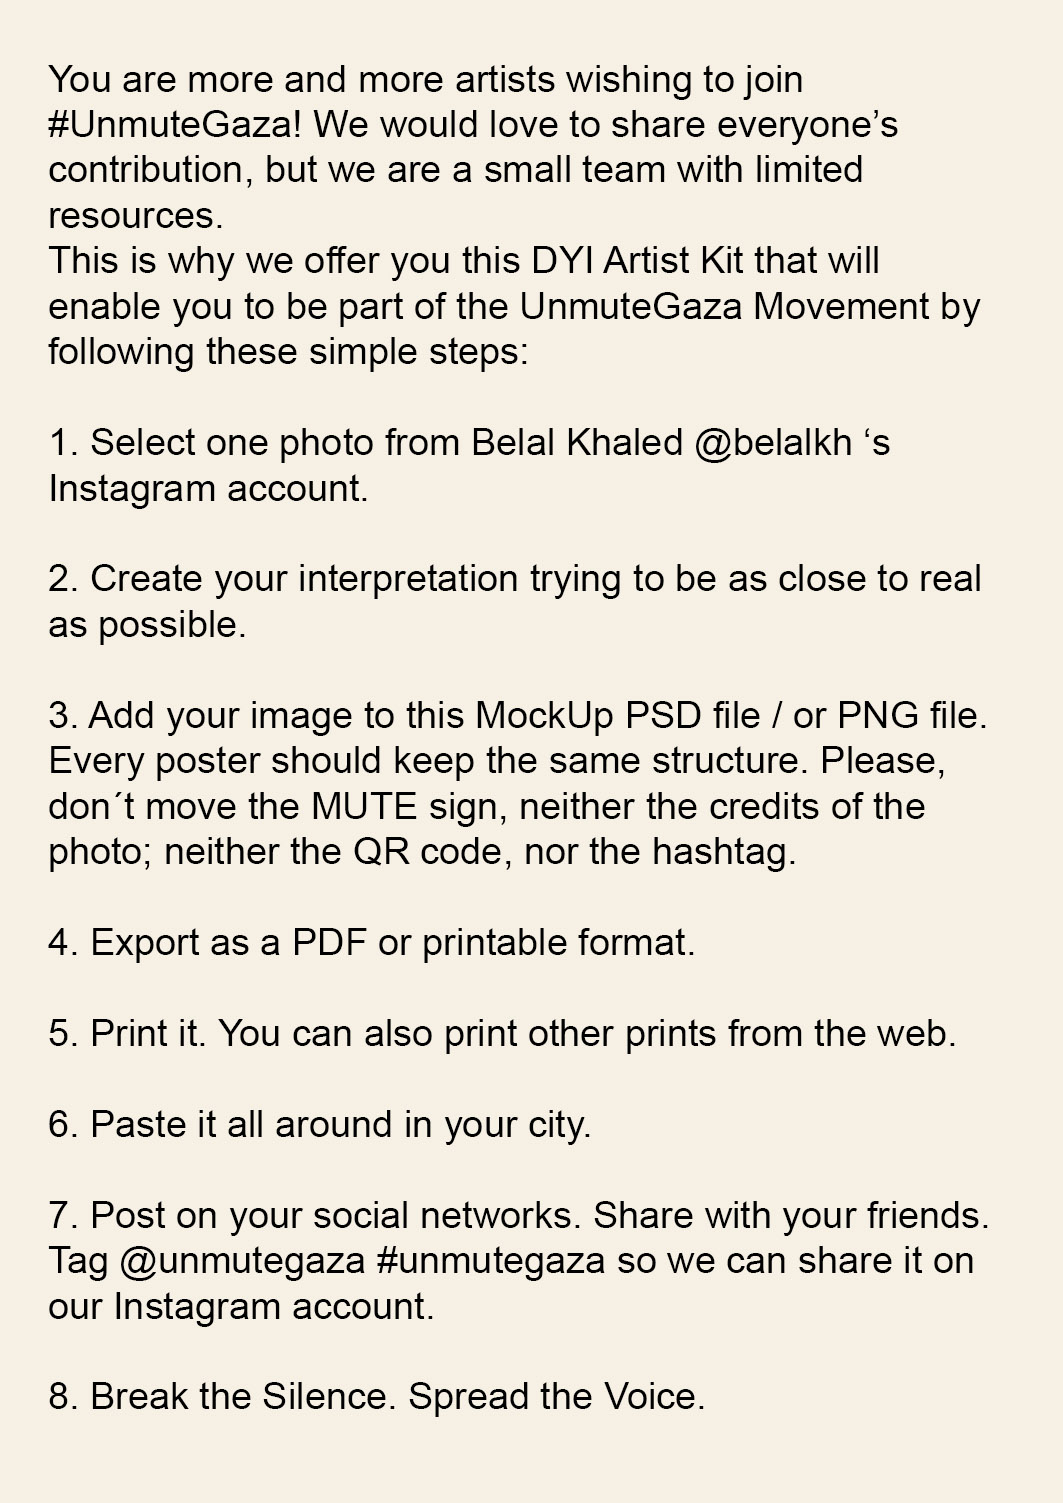 You are more and more artists wishing to join
#UnmuteGaza! We would love to share everyone’s
contribution, but we are a small team with limited
resources.
This is why we offer you this DYI Artist Kit that will
enable you to be part of the UnmuteGaza Movement by
following these simple steps:
1. Select one photo from Belal Khaled @belalkh ‘s
Instagram account.
2. Create your interpretation trying to be as close to real
as possible.
3. Add your image to this MockUp PSD file / or PNG file.
Every poster should keep the same structure. Please,
don´t move the MUTE sign, neither the credits of the
photo; neither the QR code, nor the hashtag.
4. Export as a PDF or printable format.
5. Print it. You can also print other prints from the web.
6. Paste it all around in your city.
7. Post on your social networks. Share with your friends.
Tag @unmutegaza #unmutegaza so we can share it on
our Instagram account.
8. Break the Silence. Spread the Voice.